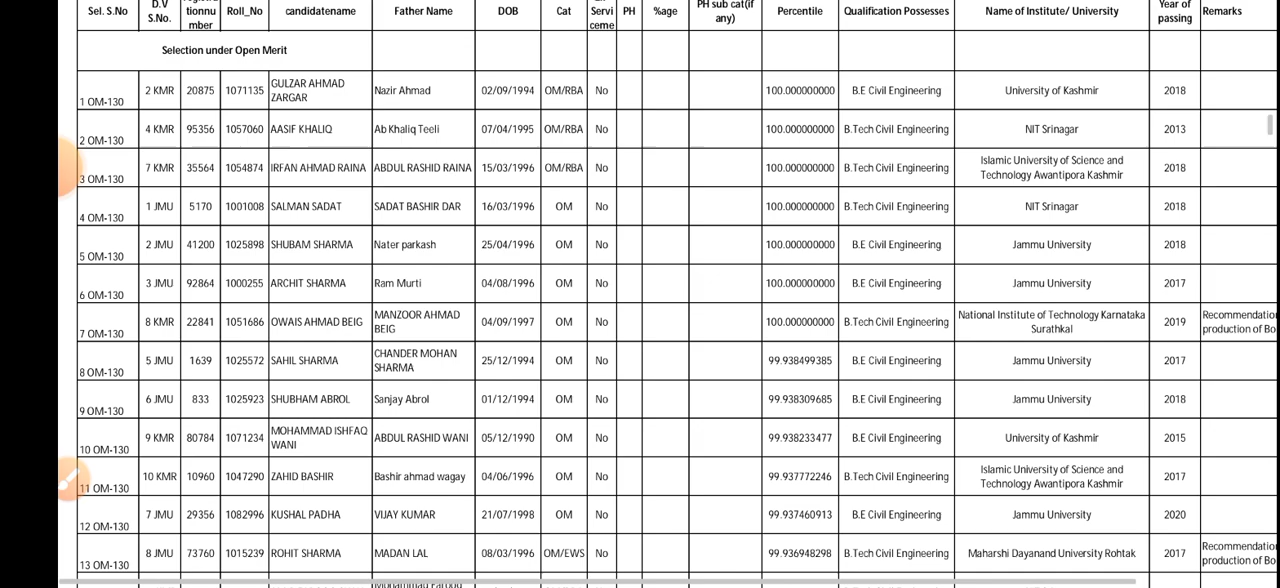 Sel. S.No D.V S.No. tionnu mber Roll_No candidatename Father Name DOB Cat Servi ceme PH %age PH sub cat(if any) Percentile Qualification Possesses Name of Institute/ University Year of passing Remarks
Selection under Open Merit
1 OM-130 2 KMR 20875 1071135 GULZAR AHMAD ZARGAR Nazir Ahmad 02/09/1994 OM/RBA No 100.000000000 B.E Civil Engineering University of Kashmir 2018
2 OM-130 4 KMR 95356 1057060 AASIF KHALIQ Ab Khaliq Teeli 07/04/1995 OM/RBA No 100.000000000 B.Tech Civil Engineering NIT Srinagar 2013
3 OM-130 7 KMR 35564 1054874 IRFAN AHMAD RAINA ABDUL RASHID RAINA 15/03/1996 OM/RBA No 100.000000000 B.Tech Civil Engineering Islamic University of Science and Technology Awantipora Kashmir 2018
4 OM-130 1 JMU 5170 1001008 SALMAN SADAT SADAT BASHIR DAR 16/03/1996 OM No 100.000000000 B.Tech Civil Engineering NIT Srinagar 2018
5 OM-130 2 JMU 41200 1025898 SHUBAM SHARMA Nater parkash 25/04/1996 OM No 100.000000000 B.E Civil Engineering Jammu University 2018
6 OM-130 3 JMU 92864 1000255 ARCHIT SHARMA Ram Murti 04/08/1996 OM No 100.000000000 B.E Civil Engineering Jammu University 2017
7 OM-130 8 KMR 22841 1051686 OWAIS AHMAD BEIG MANZOOR AHMAD BEIG 04/09/1997 OM No 100.000000000 B.Tech Civil Engineering National Institute of Technology Karnataka Surathkal 2019 Recommendatio production of Bo
8 OM-130 5 JMU 1639 1025572 SAHIL SHARMA CHANDER MOHAN SHARMA 25/12/1994 OM No 99.938499385 B.E Civil Engineering Jammu University 2017
9 OM-130 6 JMU 833 1025923 SHUBHAM ABROL Sanjay Abrol 01/12/1994 OM No 99.938309685 B.E Civil Engineering Jammu University 2018
10 OM-130 9 KMR 80784 1071234 MOHAMMAD ISHFAQ WANI ABDUL RASHID WANI 05/12/1990 OM No 99.938233477 B.E Civil Engineering University of Kashmir 2015
11 OM-130 10 KMR 10960 1047290 ZAHID BASHIR Bashir ahmad wagay 04/06/1996 OM No 99.937772246 B.Tech Civil Engineering Islamic University of Science and Technology Awantipora Kashmir 2017
12 OM-130 7 JMU 29356 1082996 KUSHAL PADHA VIJAY KUMAR 21/07/1998 OM No 99.937460913 B.E Civil Engineering Jammu University 2020
13 OM-130 8 JMU 73760 1015239 ROHIT SHARMA MADAN LAL 08/03/1996 OM/EWS No 99.936948298 B.Tech Civil Engineering Maharshi Dayanand University Rohtak 2017 Recommendatio production of Bo